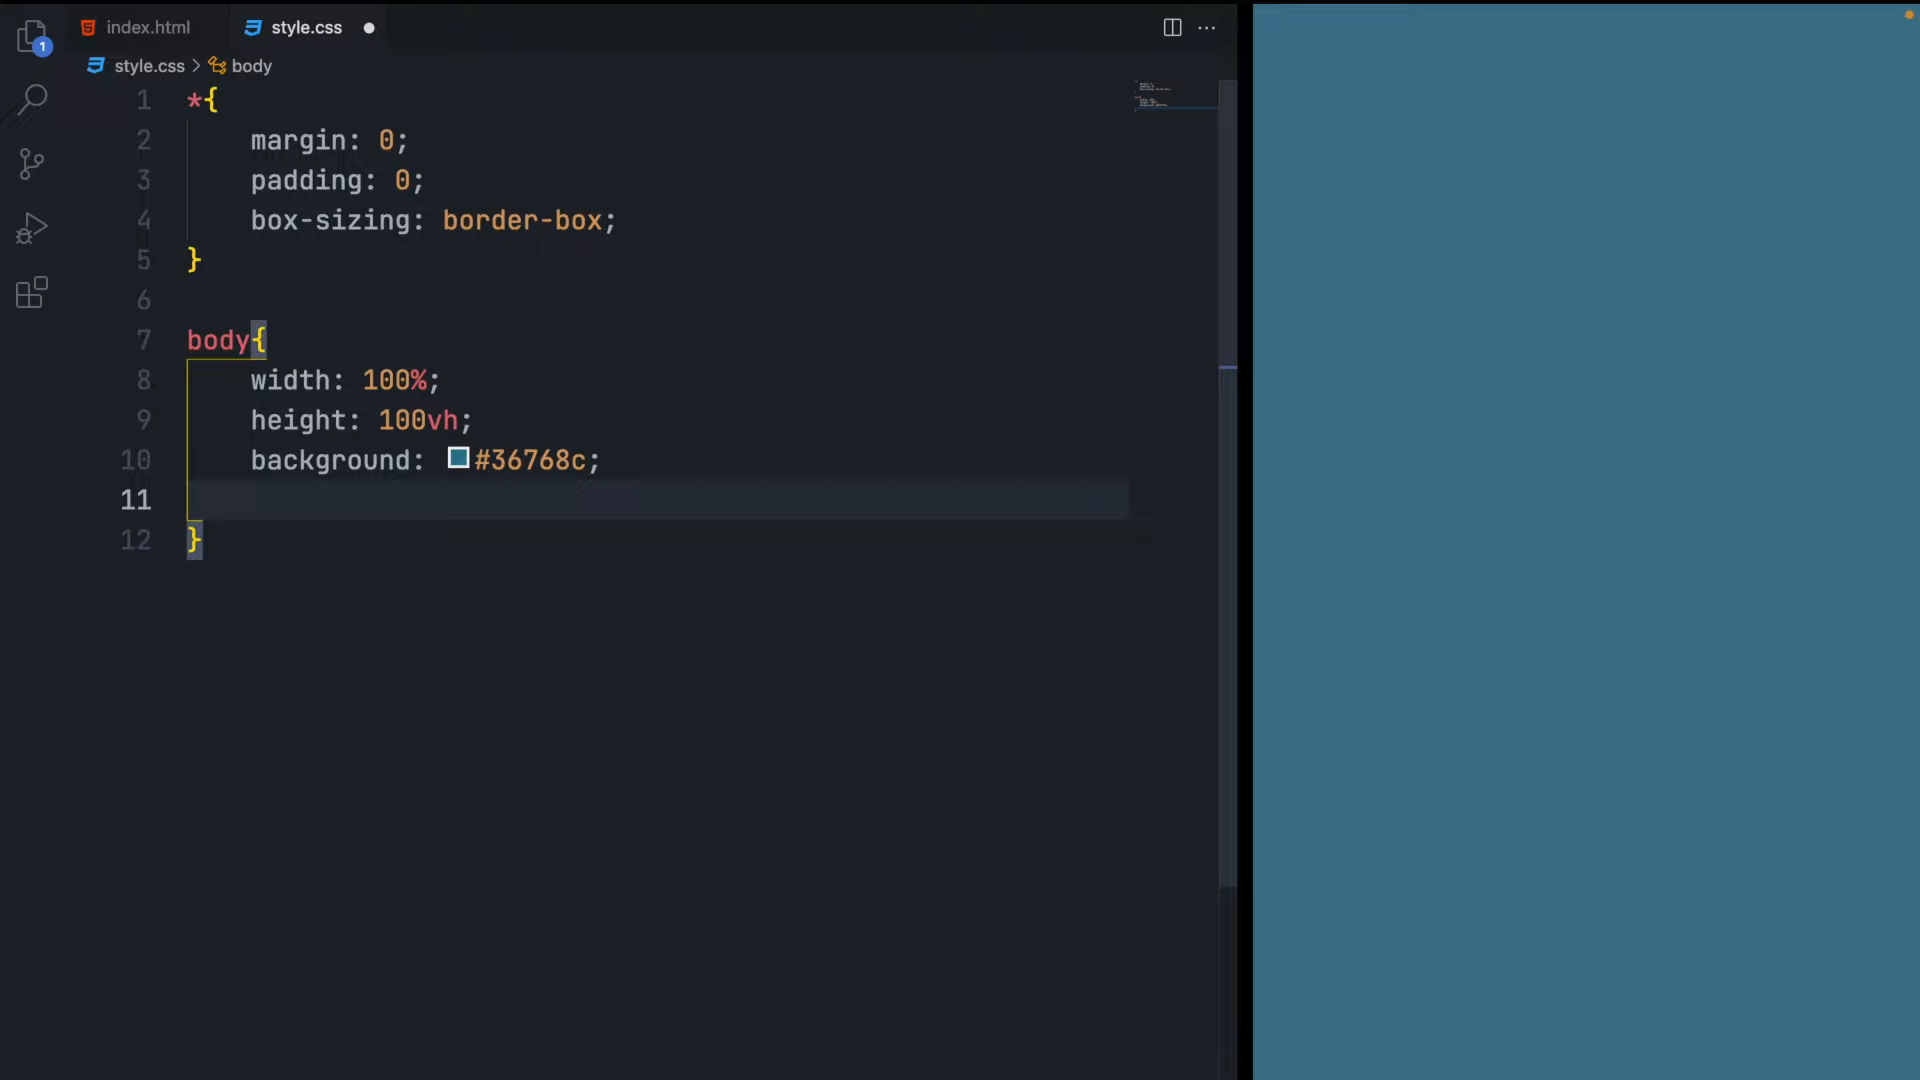 index.html
style.css
style.css > body
1
*{
2
margin: 0;
3
padding: 0;
4
box-sizing: border-box;
5
}
6
7
body{
8
width: 100%;
9
height: 100vh;
10
background: #36768c;
11
12
}
1